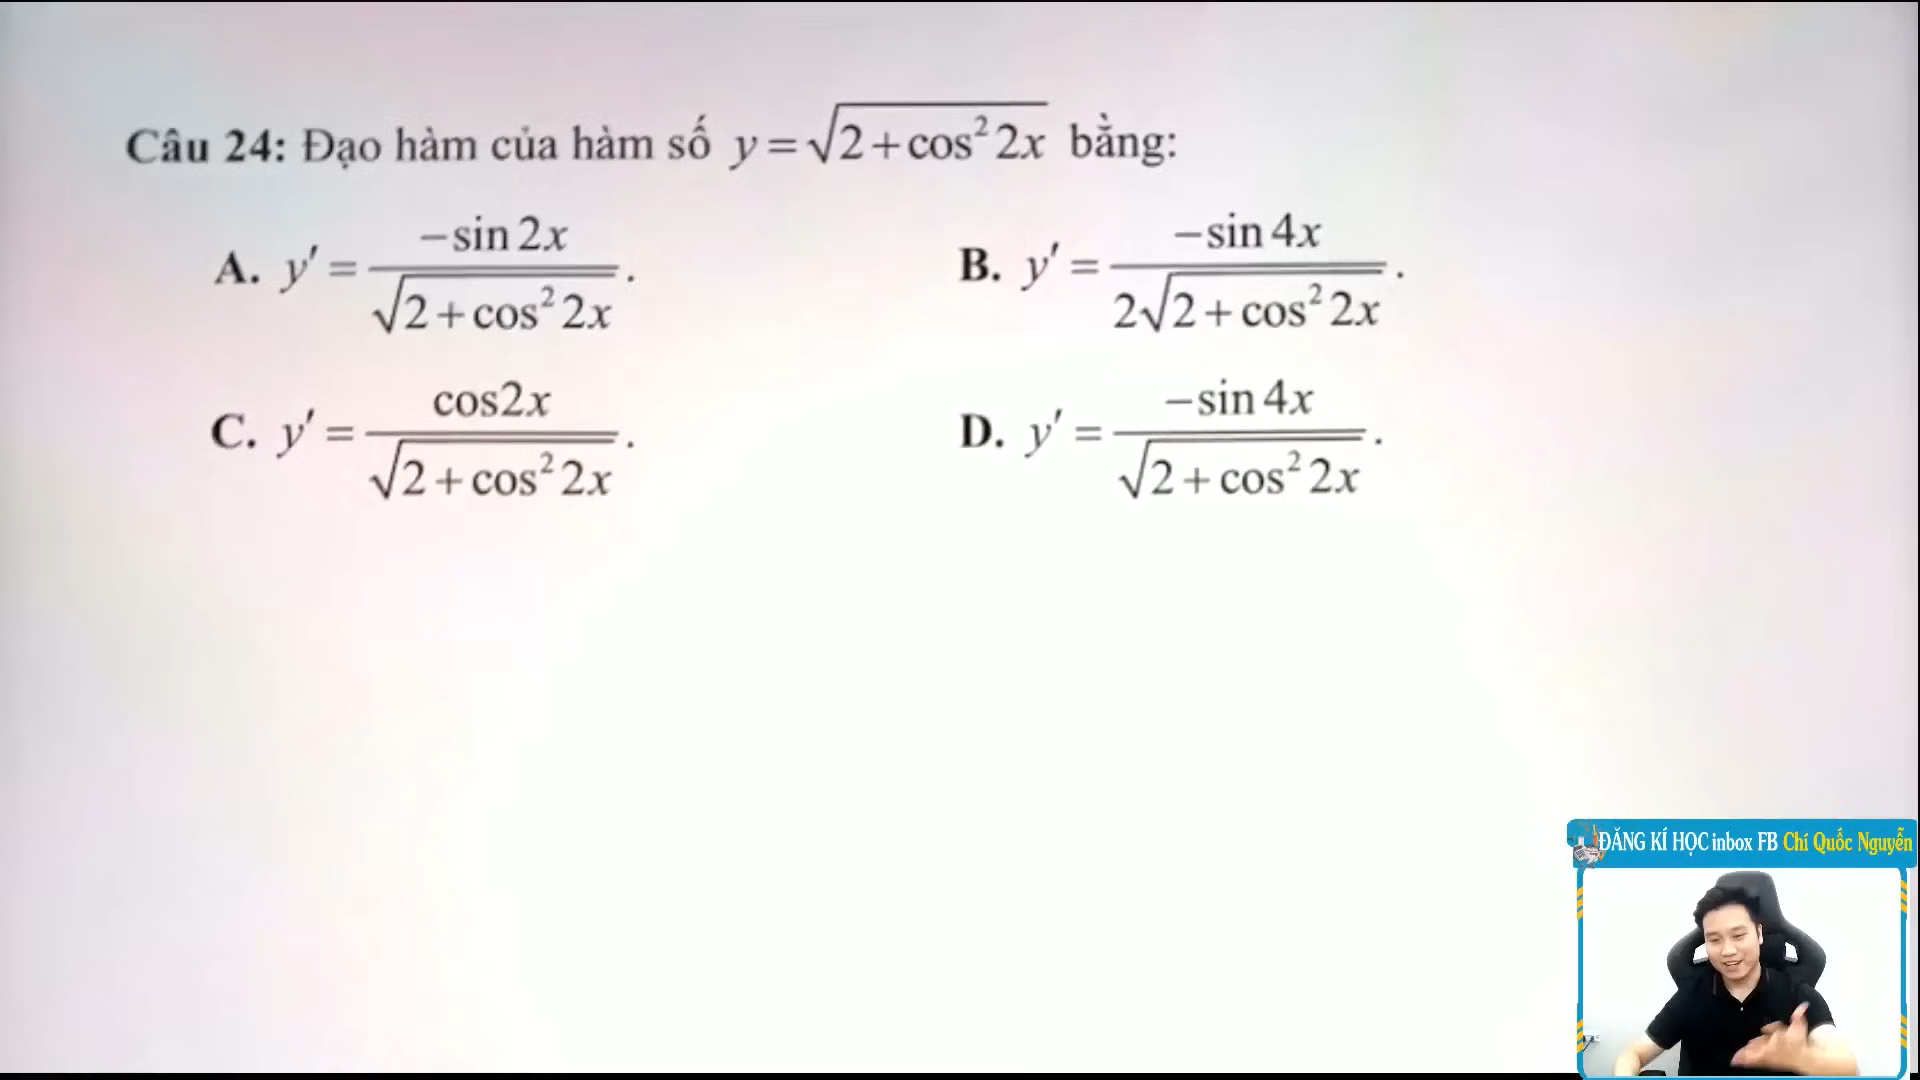 Câu 24: Đạo hàm của hàm số y = √(2 + cos² 2x) bằng:
A. y′ = (−sin 2x)/√(2 + cos² 2x).
B. y′ = (−sin 4x)/(2√(2 + cos² 2x)).
C. y′ = (cos2x)/√(2 + cos² 2x).
D. y′ = (−sin 4x)/√(2 + cos² 2x).
ĐĂNG KÍ HỌC inbox FB Chí Quốc Nguyễn